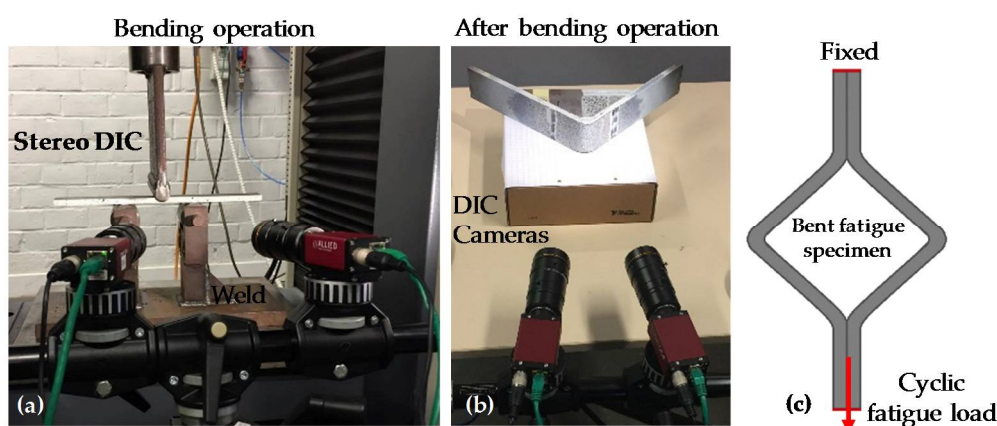 Bending operation
After bending operation
Stereo DIC
Weld
(a)
DIC
Cameras
(b)
Fixed
Bent fatigue
specimen
(c)
Cyclic
fatigue load
ALLIED